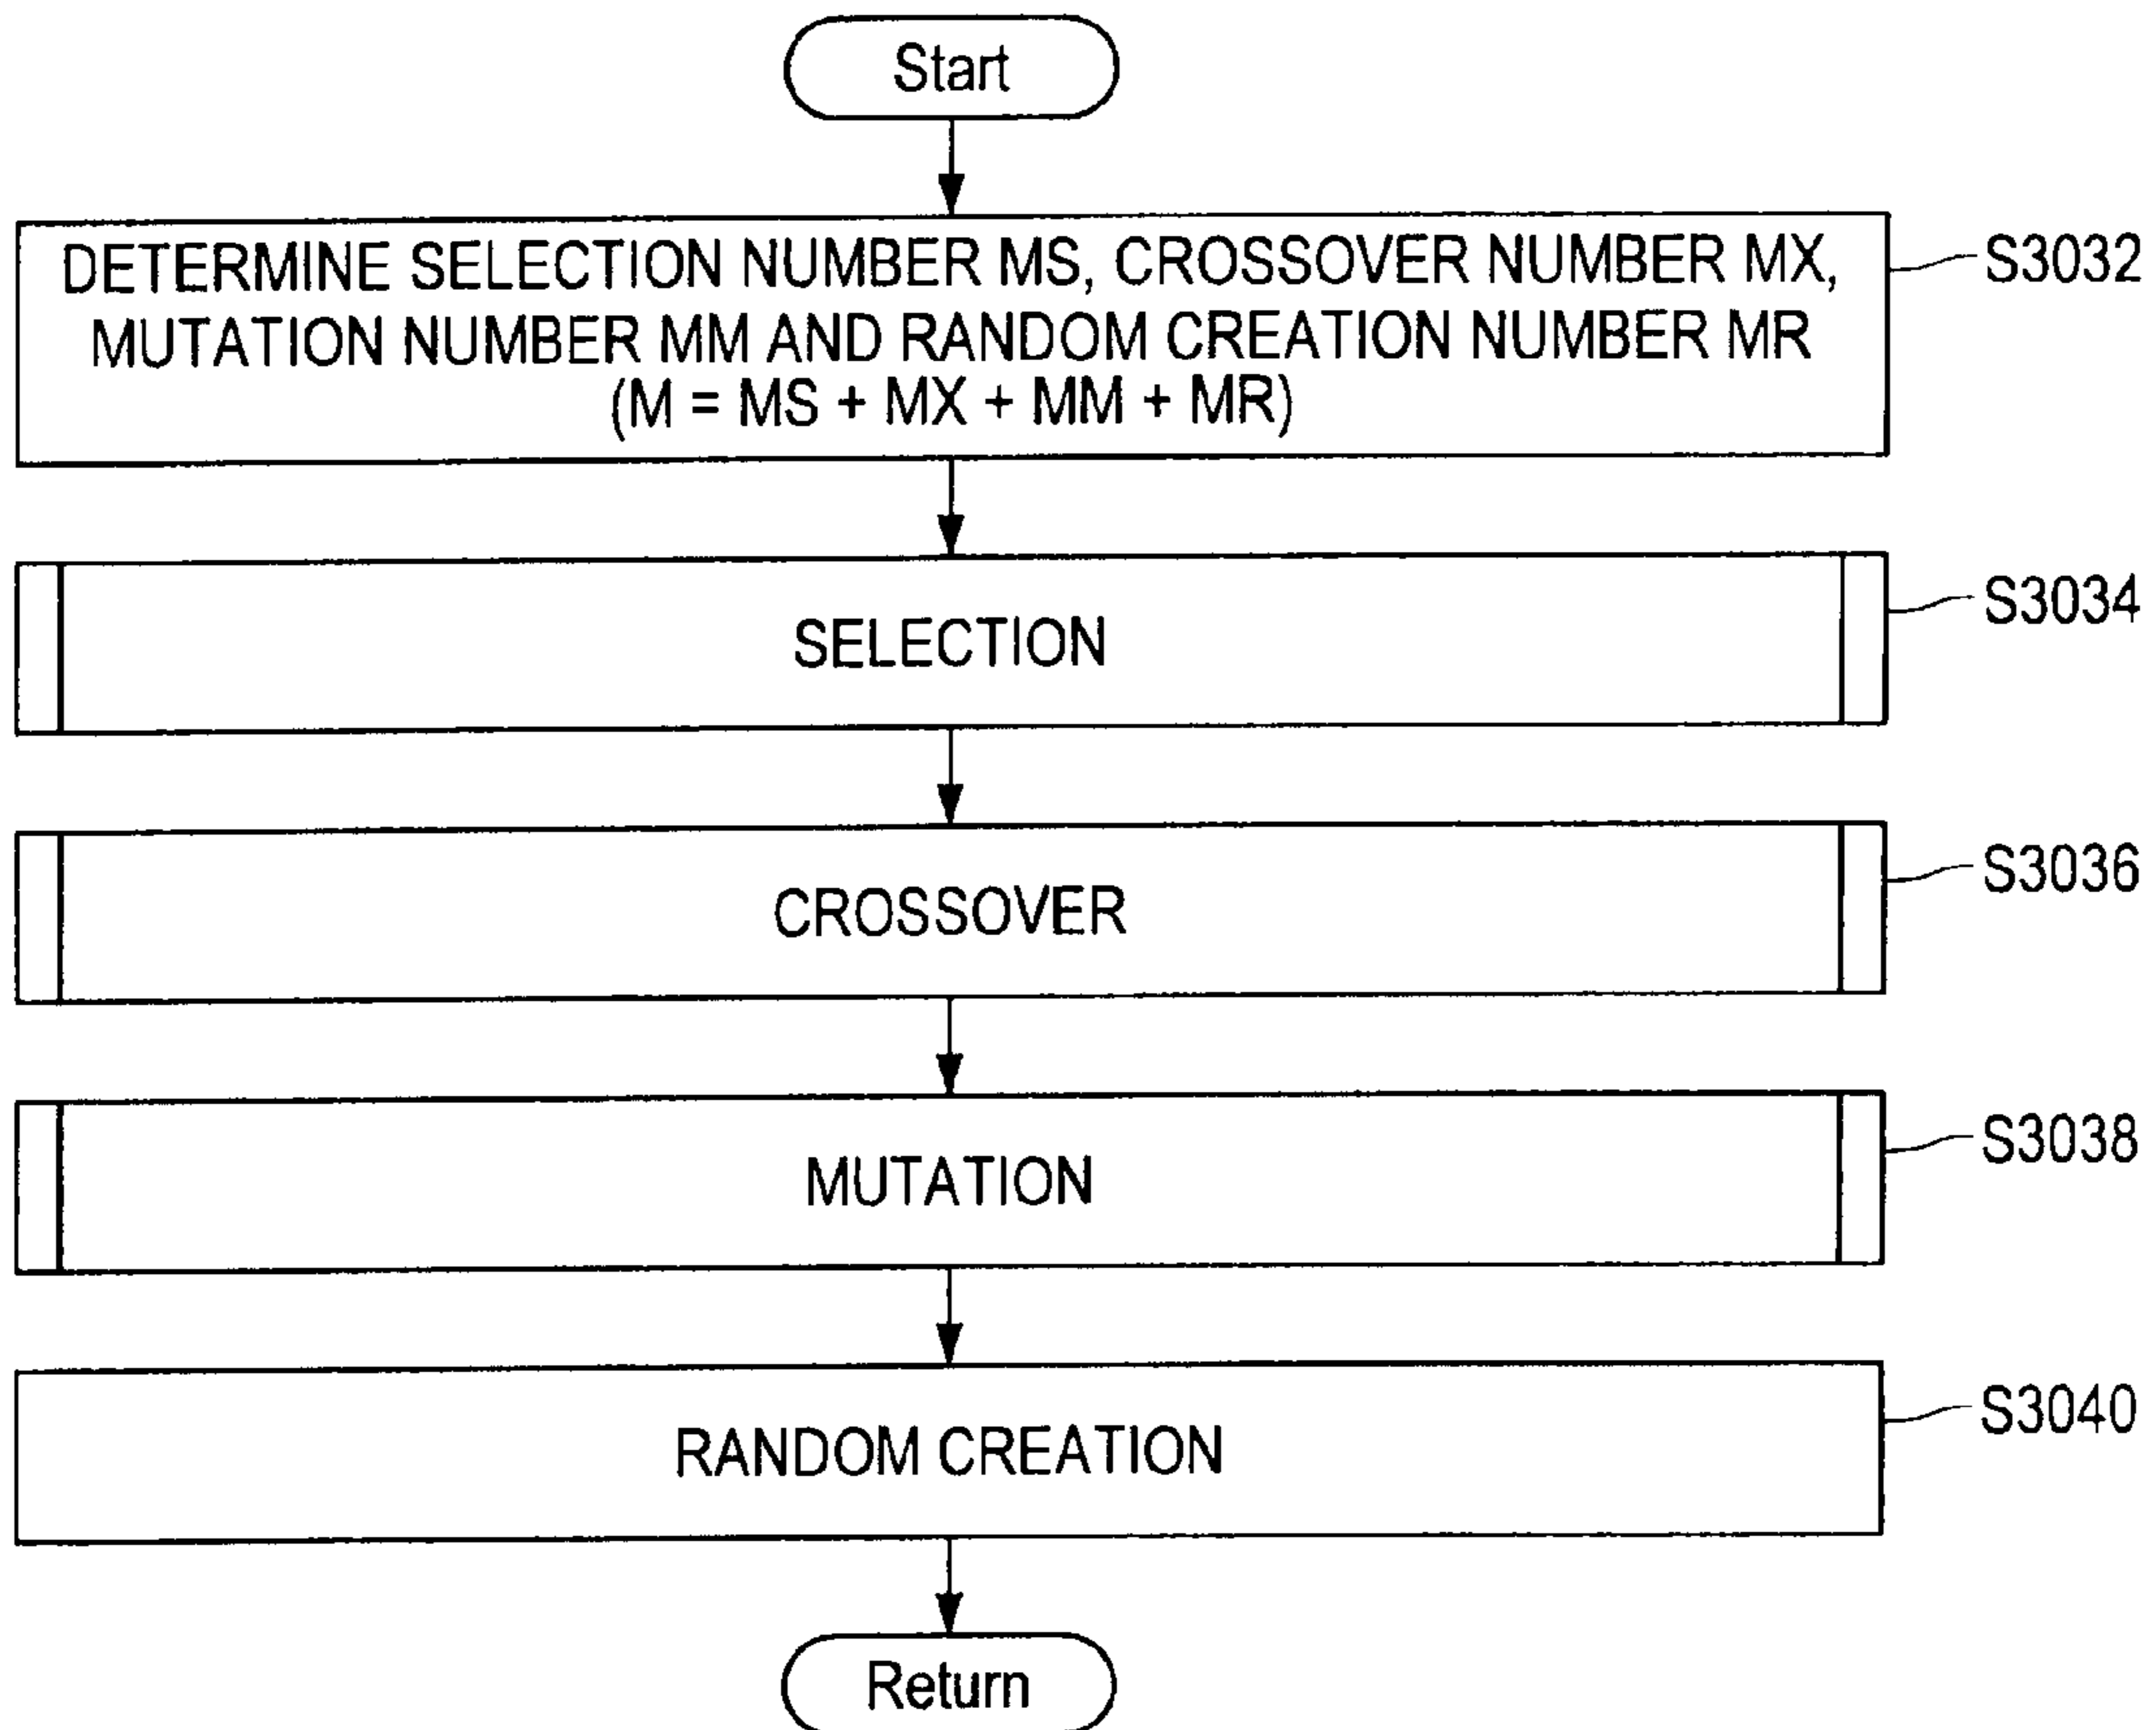 Start
DETERMINE SELECTION NUMBER MS, CROSSOVER NUMBER MX,
MUTATION NUMBER MM AND RANDOM CREATION NUMBER MR
(M = MS + MX + MM + MR)
S3032
SELECTION
S3034
CROSSOVER
S3036
MUTATION
S3038
RANDOM CREATION
S3040
Return